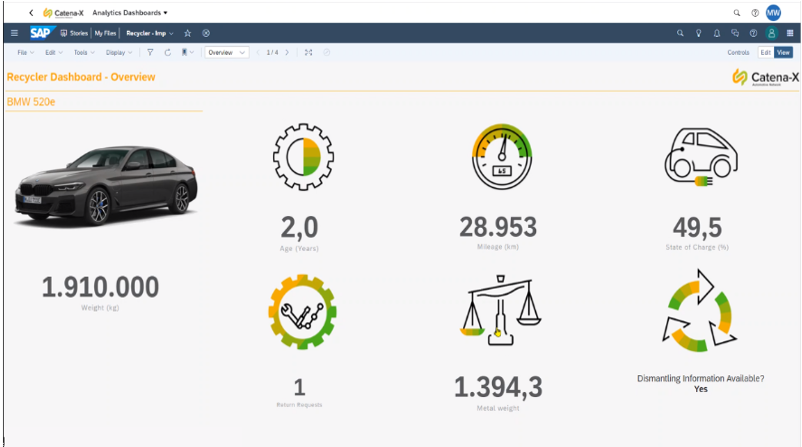 Catena-X Analytics Dashboards
MW
SAP Stories My Files Recycler - Imp
File Edit Tools Display Overview 1/4 Controls Edit View
Recycler Dashboard - Overview
Catena-X
Automotive Network
BMW 520e
2,0
Age (Years)
28.953
Mileage (km)
49,5
State of Charge (%)
1.910.000
Weight (kg)
1
Return Requests
1.394,3
Metal weight
Dismantling Information Available?
Yes